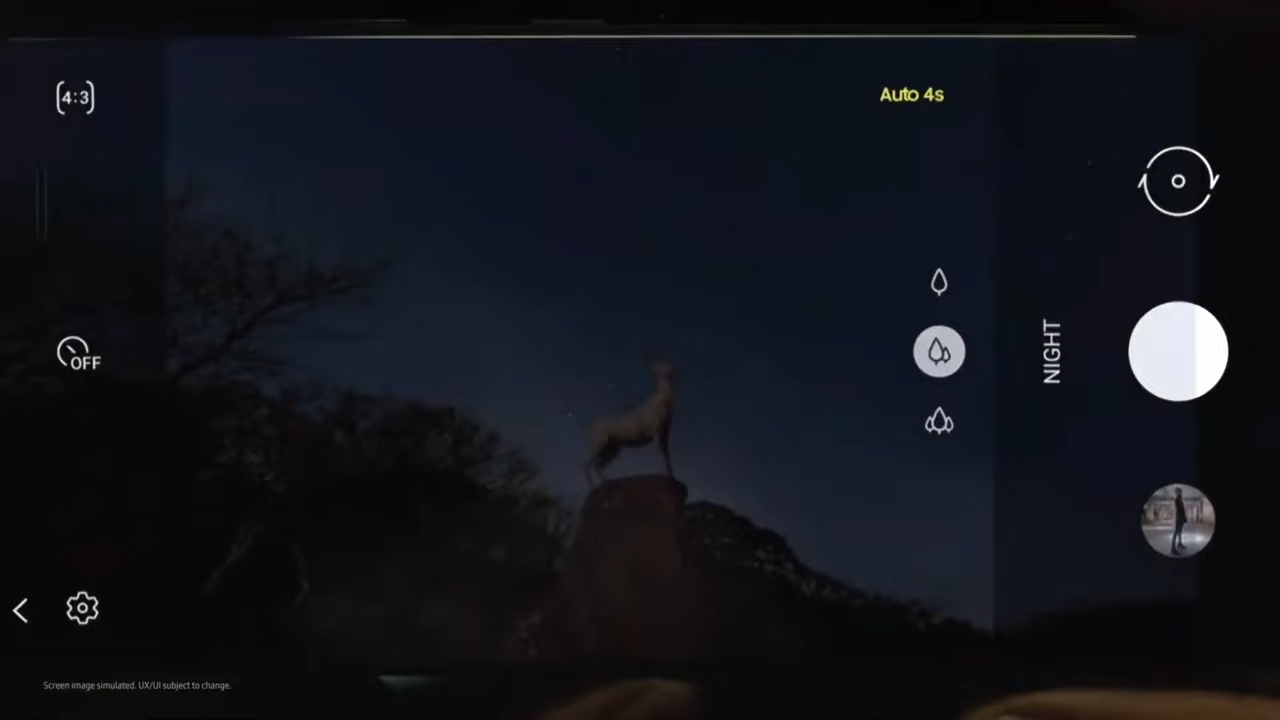 4:3
Auto 4s
OFF
NIGHT
Screen image simulated. UX/UI subject to change.